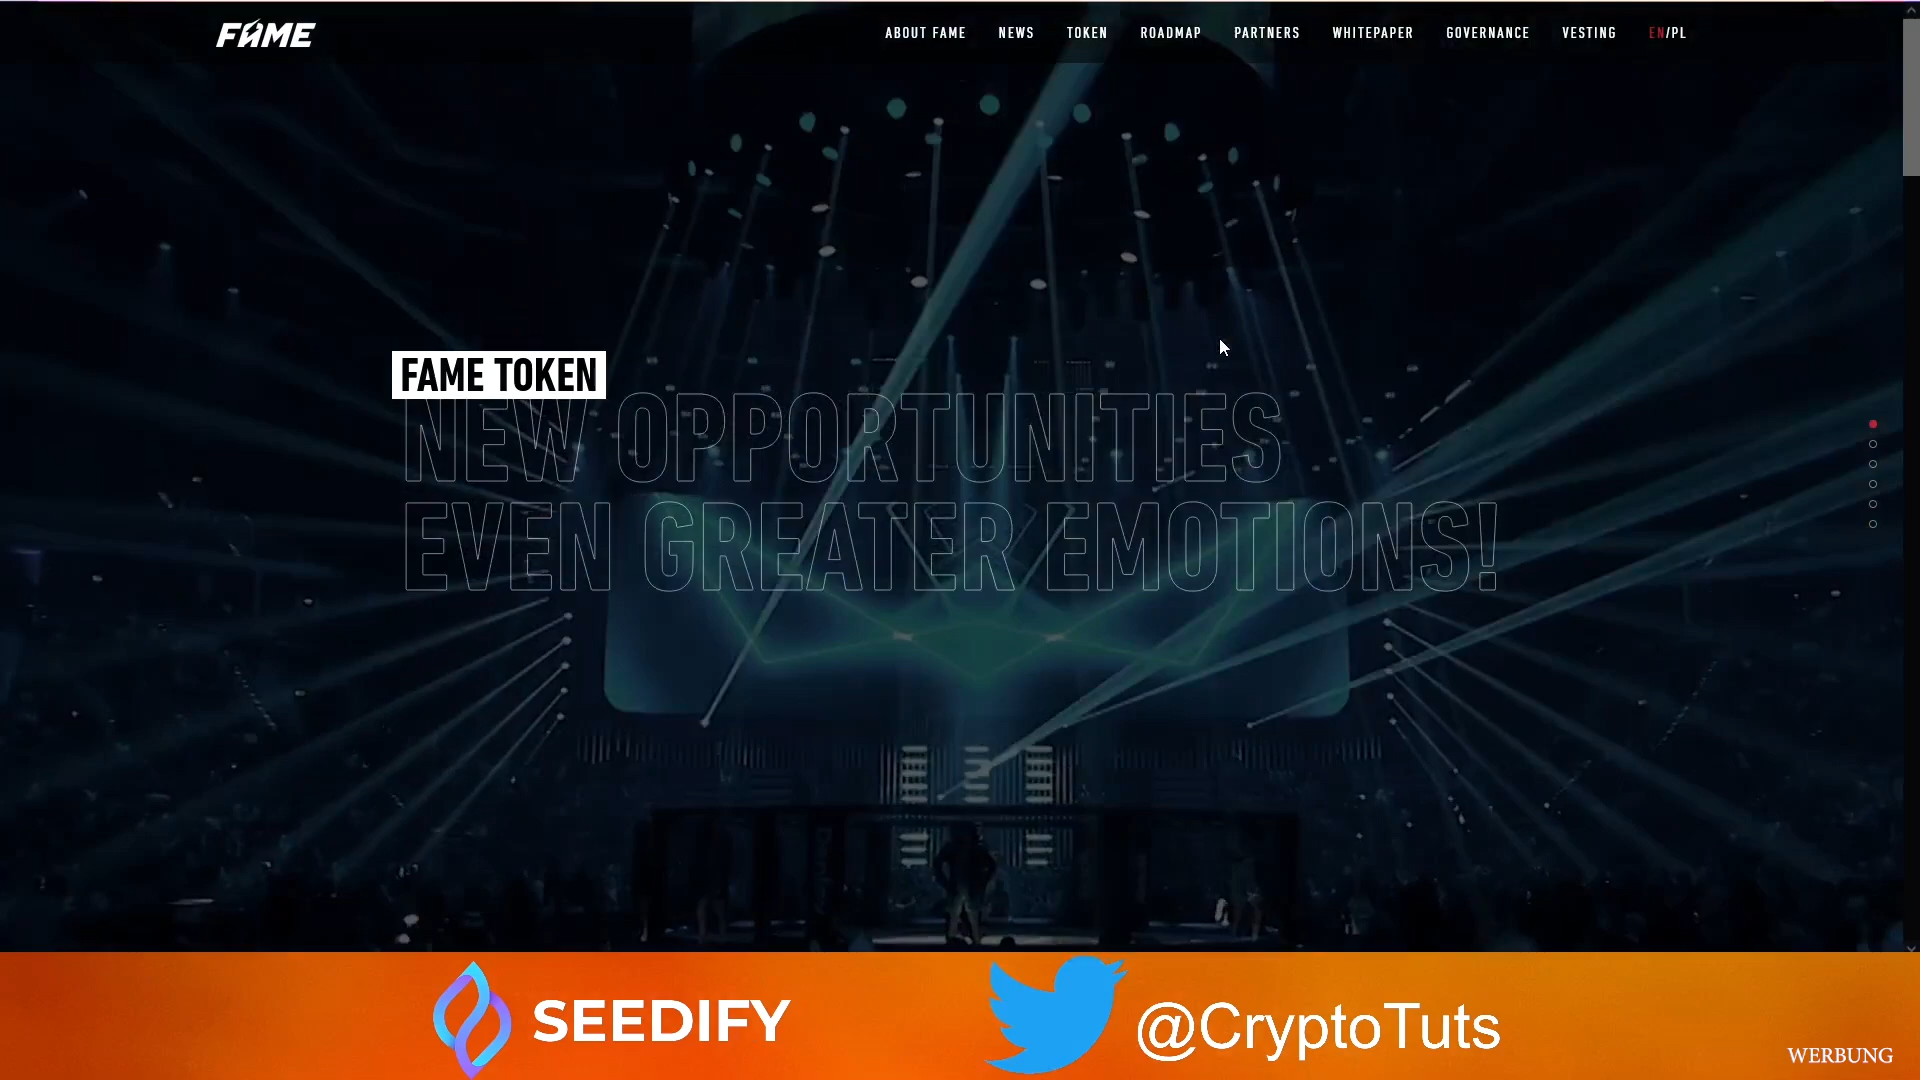 FAME
ABOUT FAME NEWS TOKEN ROADMAP PARTNERS WHITEPAPER GOVERNANCE VESTING EN/PL
FAME TOKEN
NEW OPPORTUNITIES
EVEN GREATER EMOTIONS!
SEEDIFY
@CryptoTuts
WERBUNG